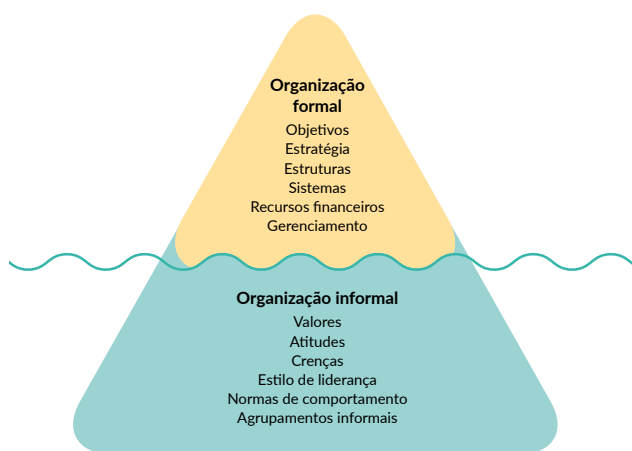 Organização
formal
Objetivos
Estratégia
Estruturas
Sistemas
Recursos financeiros
Gerenciamento
Organização informal
Valores
Atitudes
Crenças
Estilo de liderança
Normas de comportamento
Agrupamentos informais